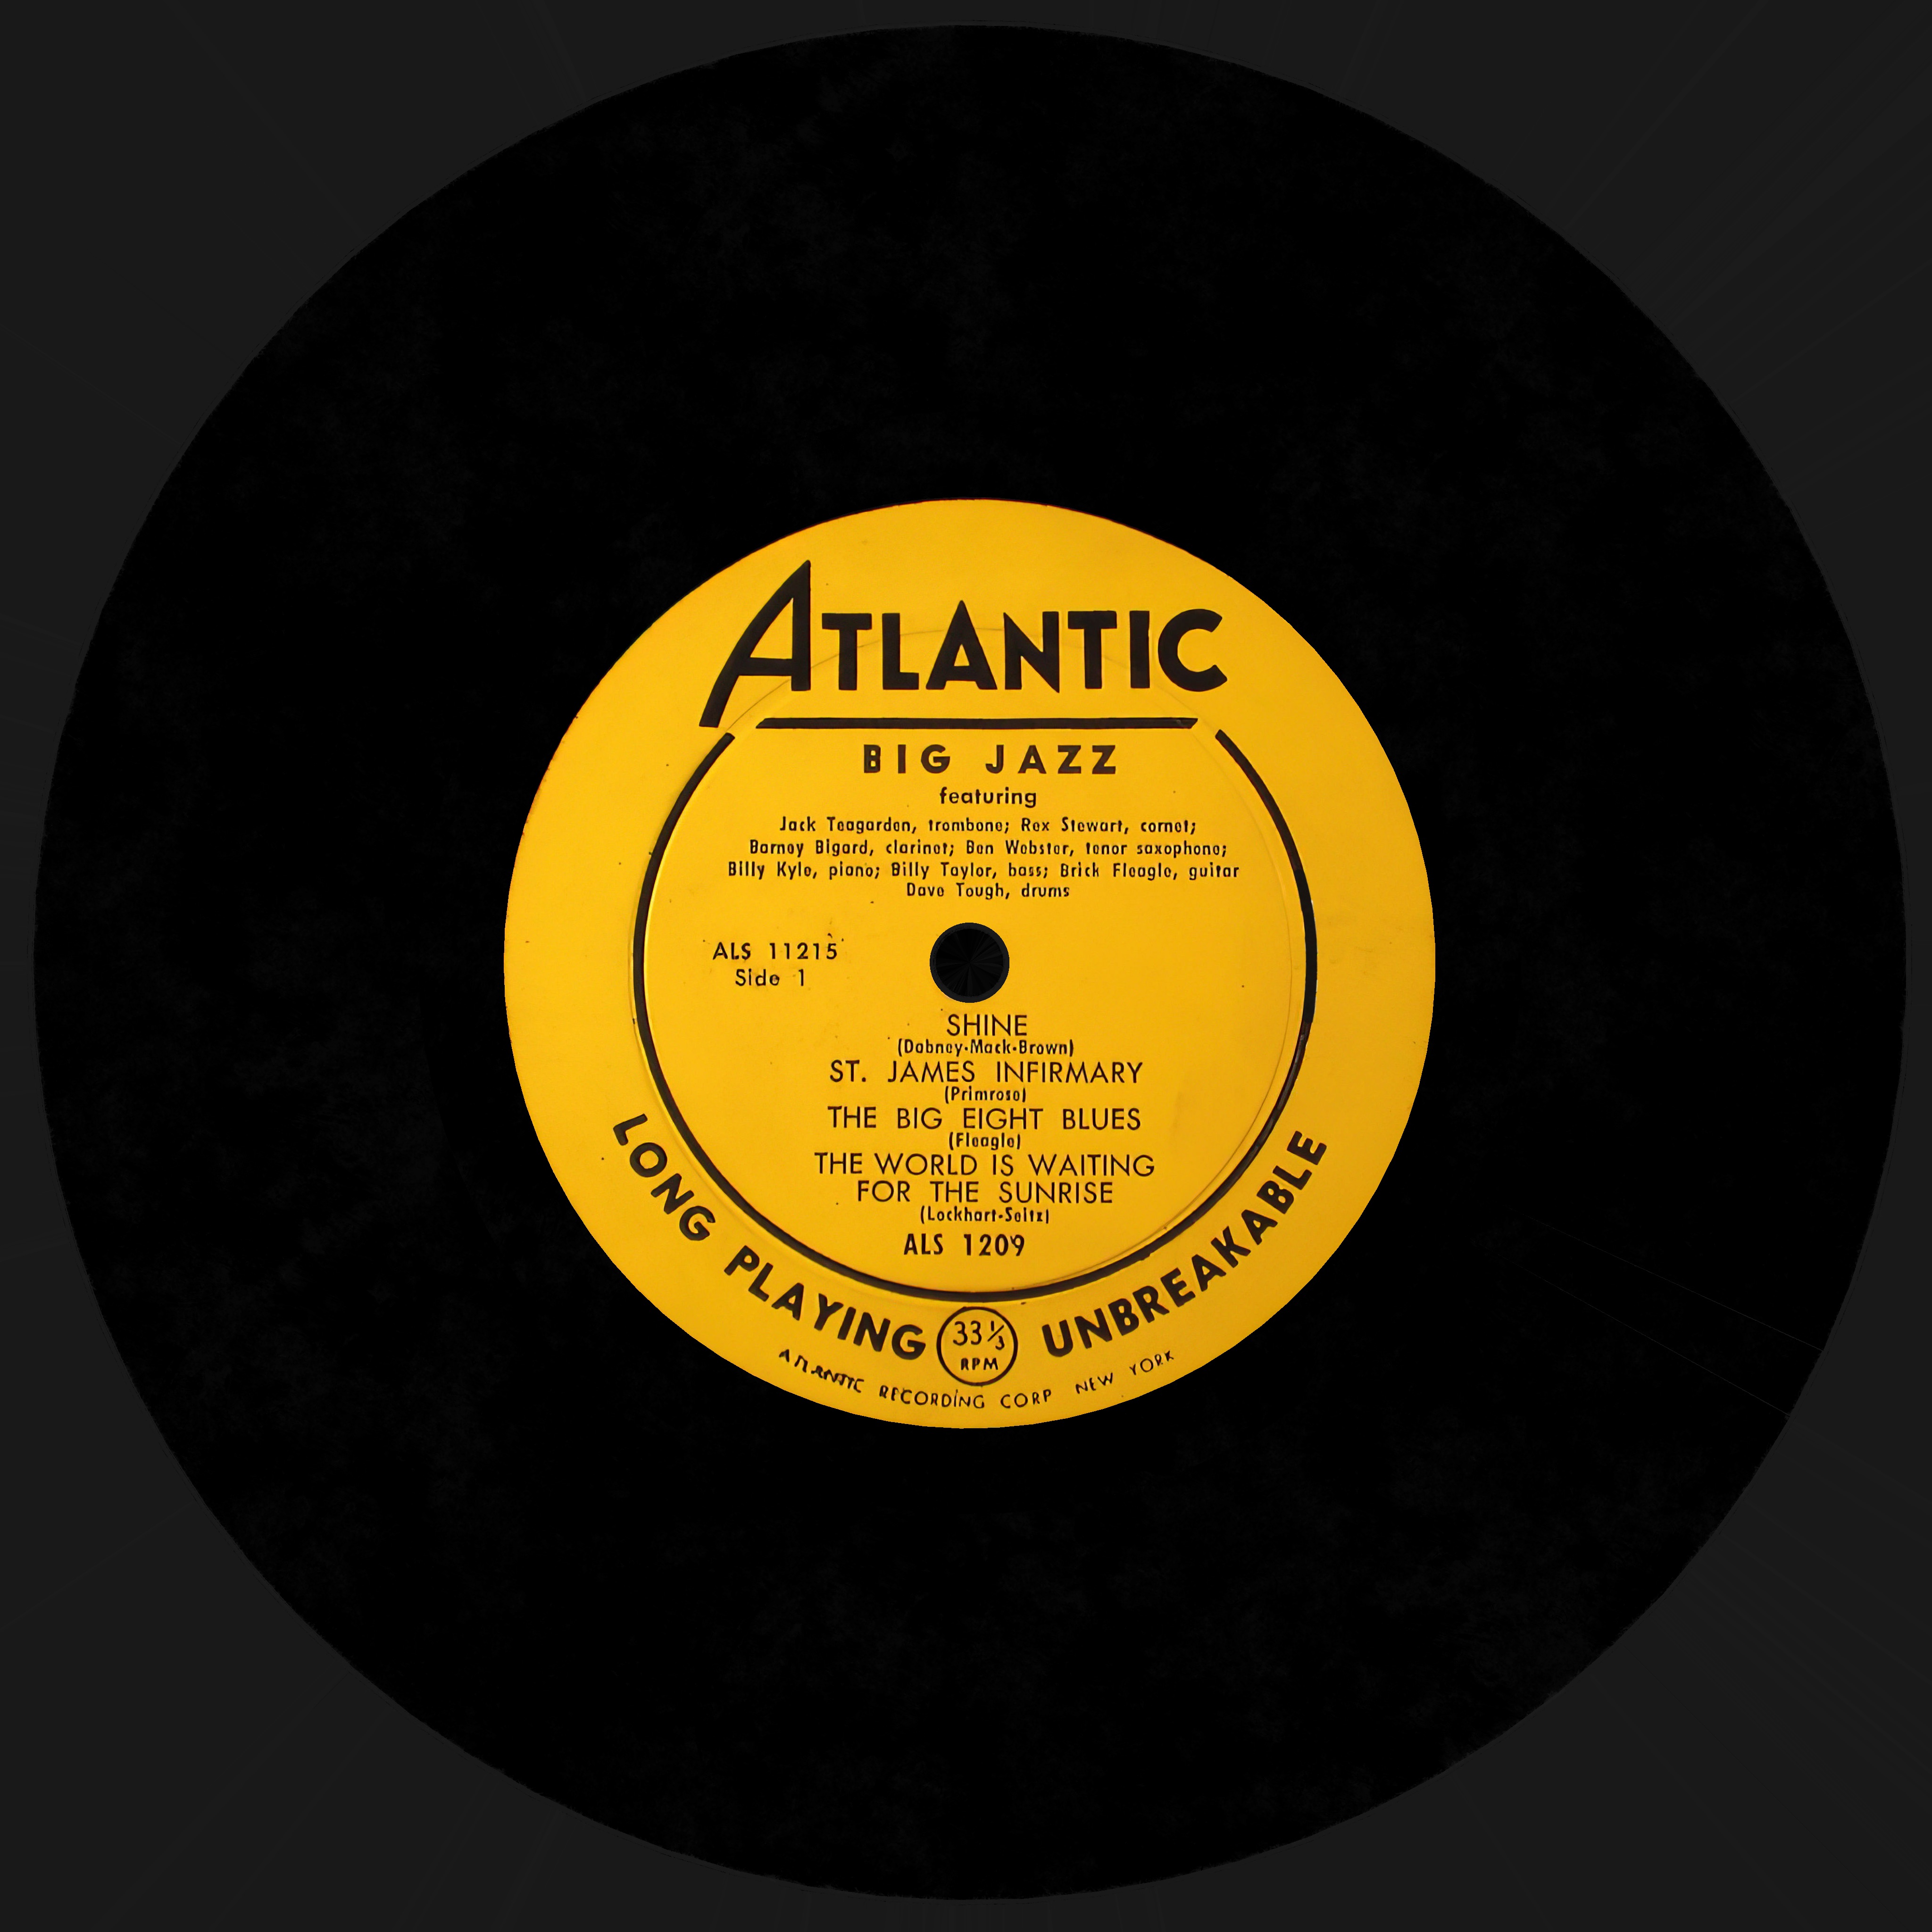 ATLANTIC
BIG JAZZ
featuring
Jack Teagarden, trombone; Rex Stewart, cornet;
Barney Bigard, clarinet; Ben Webster, tenor saxophone;
Billy Kyle, piano; Billy Taylor, bass; Brick Fleagle, guitar
Dave Tough, drums
ALS 11215
Side 1
SHINE
(Dabney-Mack-Brown)
ST. JAMES INFIRMARY
(Primrose)
THE BIG EIGHT BLUES
(Fleagle)
THE WORLD IS WAITING
FOR THE SUNRISE
(Lockhart-Seitz)
ALS 1209
LONG PLAYING 33 1/3 RPM UNBREAKABLE
ATLANTIC RECORDING CORP NEW YORK